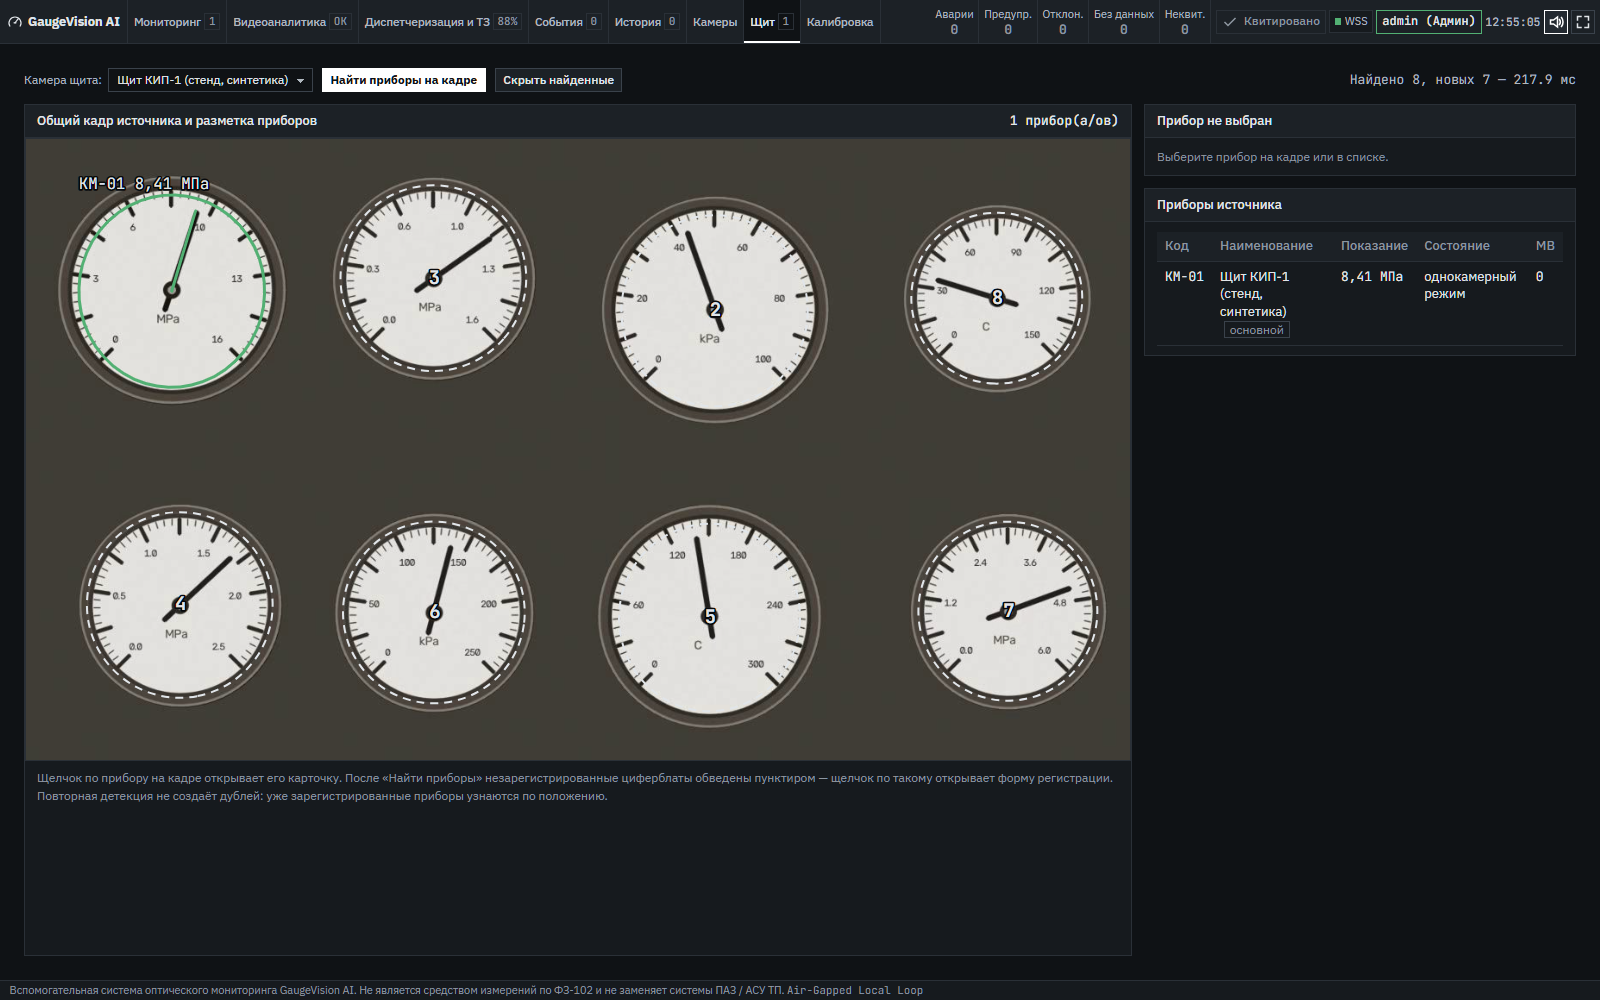 GaugeVision AI
Мониторинг 1
Видеоаналитика OK
Диспетчеризация и ТЗ 88%
События 0
История 0
Камеры
Щит 1
Калибровка
Аварии 0
Предупр. 0
Отклон. 0
Без данных 0
Неквит. 0
Квитировано
WSS
admin (Админ)
12:55:05
Камера щита: Щит КИП-1 (стенд, синтетика) Найти приборы на кадре Скрыть найденные Найдено 8, новых 7 — 217.9 мс
Общий кадр источника и разметка приборов 1 прибор(а/ов)
КМ-01 8,41 МПа
0 3 6 10 13 16
MPa
0.0 0.3 0.6 1.0 1.3 1.6
3
MPa
0 20 40 60 80 100
2
kPa
0 30 60 90 120 150
8
C
0.0 0.5 1.0 1.5 2.0 2.5
4
MPa
0 50 100 150 200 250
6
kPa
0 60 120 180 240 300
5
C
0.0 1.2 2.4 3.6 4.8 6.0
7
MPa
Щелчок по прибору на кадре открывает его карточку. После «Найти приборы» незарегистрированные циферблаты обведены пунктиром — щелчок по такому открывает форму регистрации.
Повторная детекция не создаёт дублей: уже зарегистрированные приборы узнаются по положению.
Прибор не выбран
Выберите прибор на кадре или в списке.
Приборы источника
Код Наименование Показание Состояние МВ
КМ-01 Щит КИП-1 8,41 МПа однокамерный 0
(стенд, режим
синтетика)
основной
Вспомогательная система оптического мониторинга GaugeVision AI. Не является средством измерений по ФЗ-102 и не заменяет системы ПАЗ / АСУ ТП. Air-Gapped Local Loop